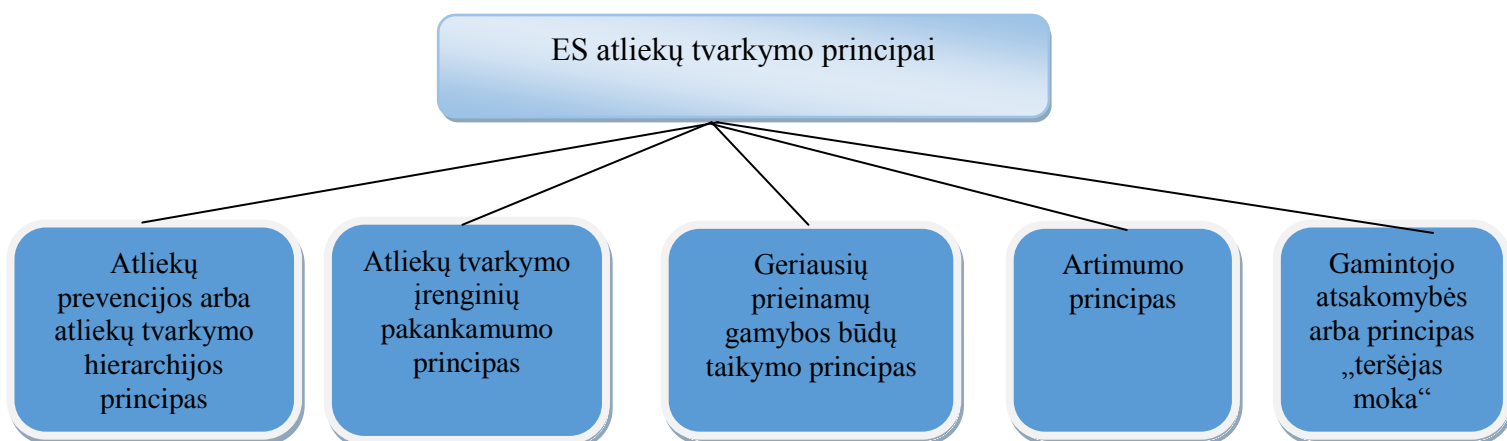 ES atliekų tvarkymo principai
Atliekų
prevencijos arba
atliekų tvarkymo
hierarchijos
principas
Atliekų tvarkymo
įrenginių
pakankamumo
principas
Geriausių
prieinamų
gamybos būdų
taikymo principas
Artimumo
principas
Gamintojo
atsakomybės
arba principas
„teršėjas
moka“